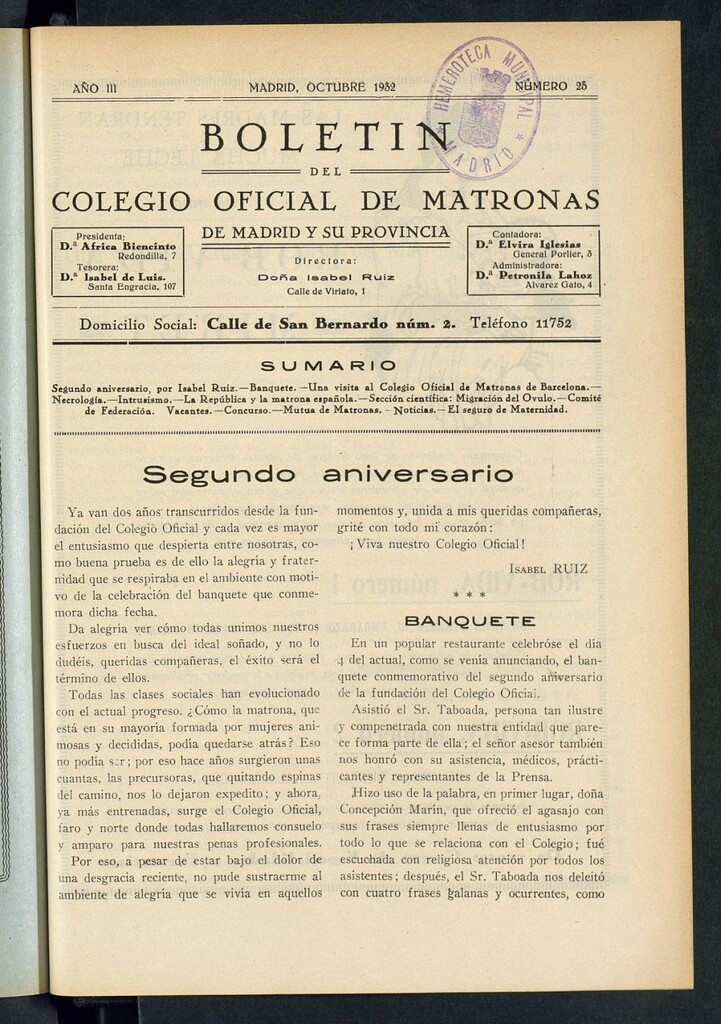 AÑO III
MADRID, OCTUBRE 1932
NÚMERO 25
HEMEROTECA MUNICIPAL
* MADRID *
BOLETIN
DEL
COLEGIO OFICIAL DE MATRONAS
DE MADRID Y SU PROVINCIA
Presidenta:
D.ª Africa Biencinto
Redondilla, 7
Tesorera:
D.ª Isabel de Luis.
Santa Engracia, 107
Directora:
Doña Isabel Ruiz
Calle de Viriato, 1
Contadora:
D.ª Elvira Iglesias
General Porlier, 3
Administradora:
D.ª Petronila Lahoz
Alvarez Gato, 4
Domicilio Social: Calle de San Bernardo núm. 2. Teléfono 11752
SUMARIO
Segundo aniversario, por Isabel Ruiz.—Banquete.—Una visita al Colegio Oficial de Matronas de Barcelona.—
Necrología.—Intrusismo.—La República y la matrona española.—Sección científica: Migración del Ovulo.—Comité
de Federación. Vacantes.—Concurso.—Mutua de Matronas. - Noticias.—El seguro de Maternidad.
Segundo aniversario
Ya van dos años transcurridos desde la fun-
dación del Colegio Oficial y cada vez es mayor
el entusiasmo que despierta entre nosotras, co-
mo buena prueba es de ello la alegría y frater-
nidad que se respiraba en el ambiente con moti-
vo de la celebración del banquete que conme-
mora dicha fecha.
Da alegría ver cómo todas unimos nuestros
esfuerzos en busca del ideal soñado, y no lo
dudéis, queridas compañeras, el éxito será el
término de ellos.
Todas las clases sociales han evolucionado
con el actual progreso. ¿Cómo la matrona, que
está en su mayoría formada por mujeres ani-
mosas y decididas, podía quedarse atrás? Eso
no podía ser; por eso hace años surgieron unas
cuantas, las precursoras, que quitando espinas
del camino, nos lo dejaron expedito; y ahora,
ya más entrenadas, surge el Colegio Oficial,
faro y norte donde todas hallaremos consuelo
y amparo para nuestras penas profesionales.
Por eso, a pesar de estar bajo el dolor de
una desgracia reciente, no pude sustraerme al
ambiente de alegría que se vivía en aquellos
momentos y, unida a mis queridas compañeras,
grité con todo mi corazón:
¡Viva nuestro Colegio Oficial!
ISABEL RUIZ
* * *
BANQUETE
En un popular restaurante celebróse el día
4 del actual, como se venía anunciando, el ban-
quete conmemorativo del segundo aniversario
de la fundación del Colegio Oficial.
Asistió el Sr. Taboada, persona tan ilustre
y compenetrada con nuestra entidad que pare-
ce forma parte de ella; el señor asesor también
nos honró con su asistencia, médicos, prácti-
cantes y representantes de la Prensa.
Hizo uso de la palabra, en primer lugar, doña
Concepción Marín, que ofreció el agasajo con
sus frases siempre llenas de entusiasmo por
todo lo que se relaciona con el Colegio; fué
escuchada con religiosa atención por todos los
asistentes; después, el Sr. Taboada nos deleitó
con cuatro frases galanas y ocurrentes, como